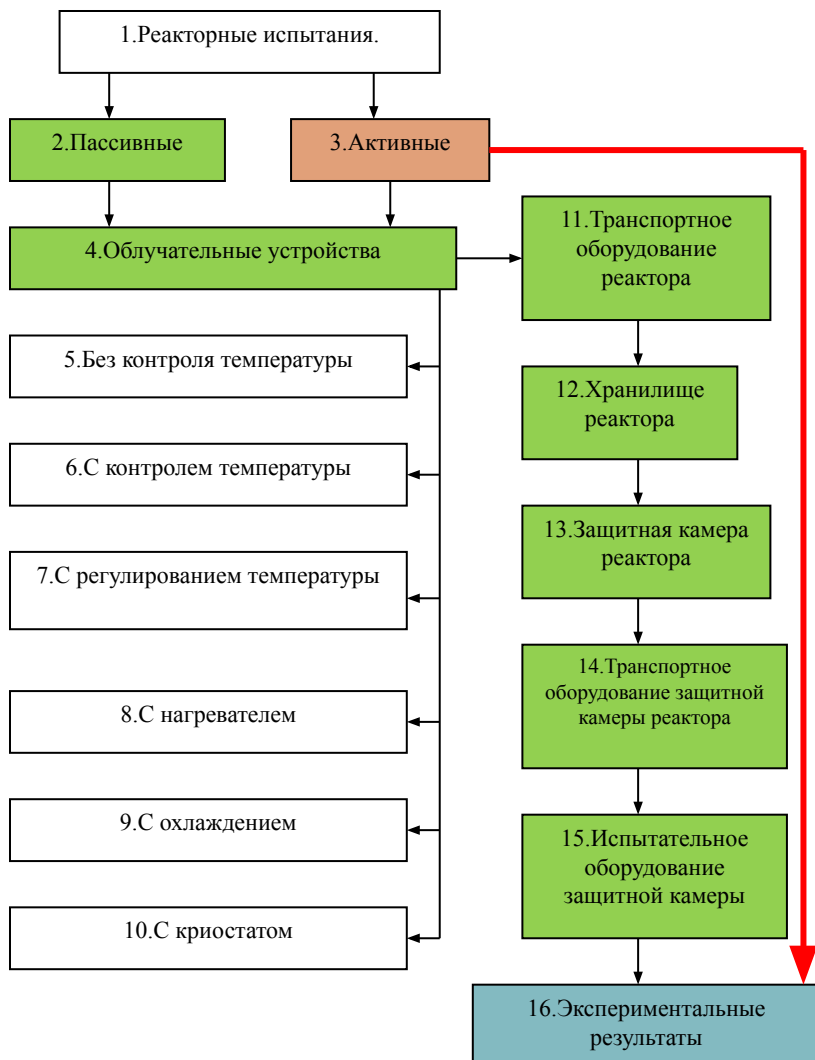 1.Реакторные испытания.
2.Пассивные
3.Активные
4.Облучательные устройства
5.Без контроля температуры
6.С контролем температуры
7.С регулированием температуры
8.С нагревателем
9.С охлаждением
10.С криостатом
11.Транспортное
оборудование
реактора
12.Хранилище
реактора
13.Защитная камера
реактора
14.Транспортное
оборудование защитной
камеры реактора
15.Испытательное
оборудование
защитной камеры
16.Экспериментальные
результаты